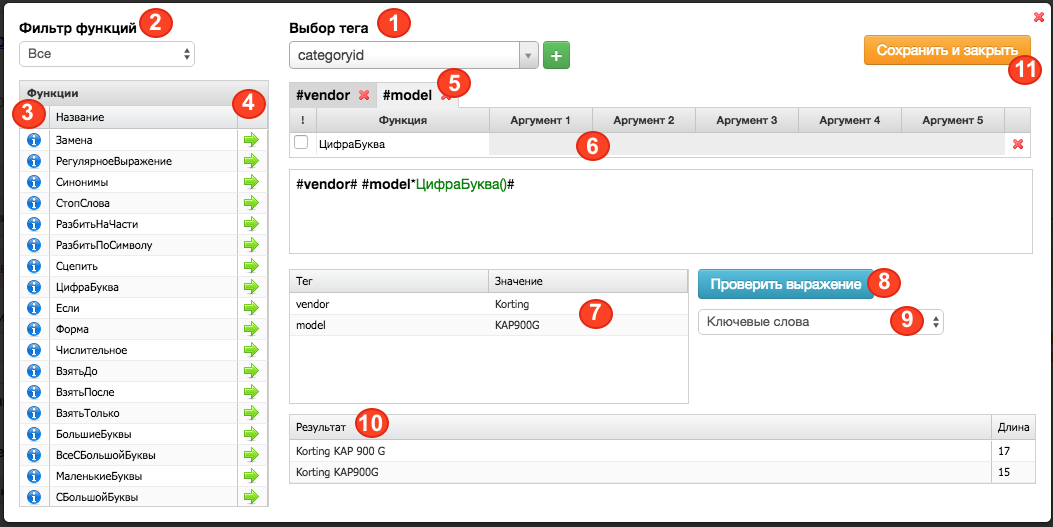 Фильтр функций 2
Все
Выбор тега 1
categoryid +
Сохранить и закрыть
11
Функции
3 Название 4
Замена
РегулярноеВыражение
Синонимы
СтопСлова
РазбитьНаЧасти
РазбитьПоСимволу
Сцепить
ЦифраБуква
Если
Форма
Числительное
ВзятьДо
ВзятьПосле
ВзятьТолько
БольшиеБуквы
ВсеСБольшойБуквы
МаленькиеБуквы
СБольшойБуквы
#vendor #model 5
! Функция Аргумент 1 Аргумент 2 Аргумент 3 Аргумент 4 Аргумент 5
ЦифраБуква 6
#vendor# #model*ЦифраБуква()#
Тег Значение
vendor Korting
model KAP900G
7
Проверить выражение 8
Ключевые слова 9
Результат 10 Длина
Korting KAP 900 G 17
Korting KAP900G 15